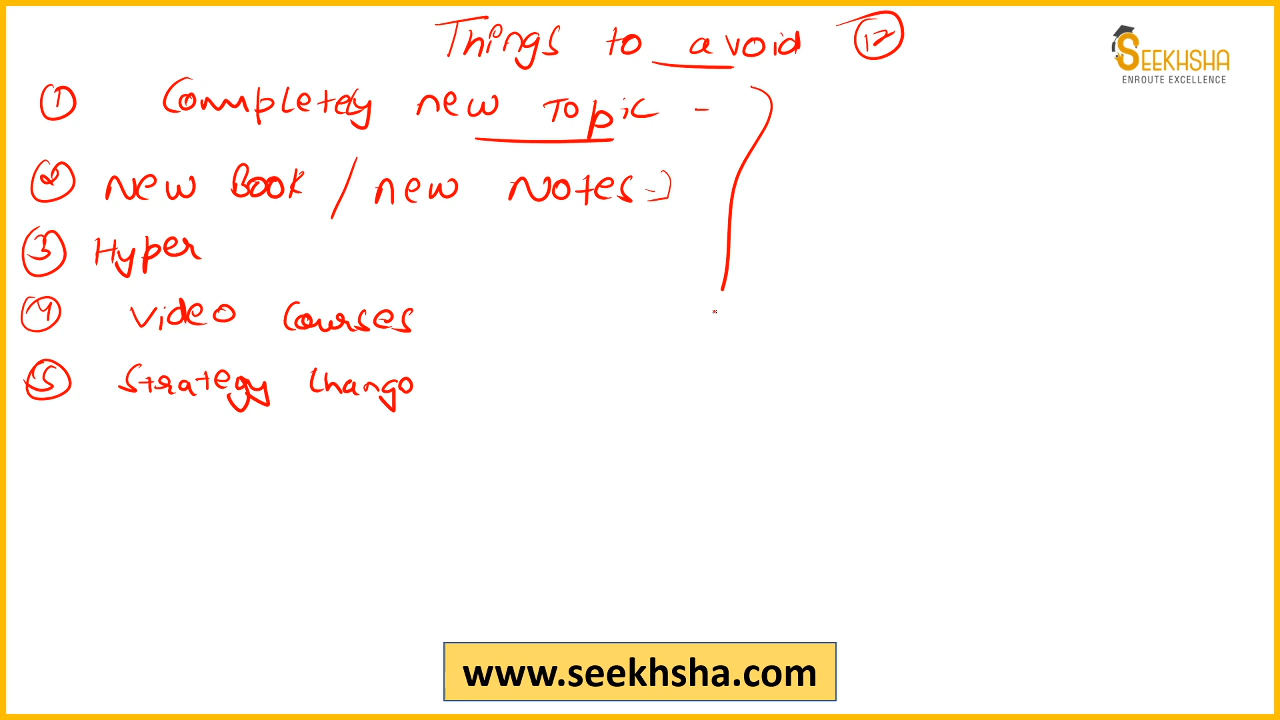 Things to avoid 12
SEEKHSHA
ENROUTE EXCELLENCE
1 Completely new Topic -
2 New Book / new Notes
3 Hyper
4 Video Courses
5 Strategy Change
www.seekhsha.com